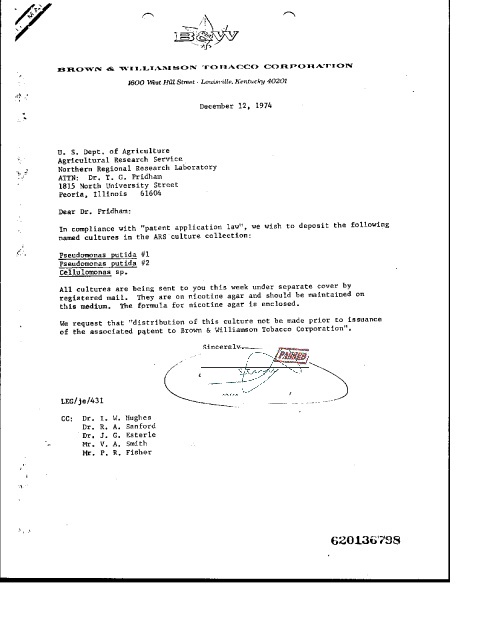 B&W
BROWN & WILLIAMSON TOBACCO CORPORATION
1600 West Hill Street · Louisville, Kentucky 40201
December 12, 1974
U. S. Dept. of Agriculture
Agricultural Research Service
Northern Regional Research Laboratory
ATTN: Dr. T. G. Pridham
1815 North University Street
Peoria, Illinois 61604
Dear Dr. Pridham:
In compliance with "patent application law", we wish to deposit the following
named cultures in the ARS culture collection:
Pseudomonas putida #1
Pseudomonas putida #2
Cellulomonas sp.
All cultures are being sent to you this week under separate cover by
registered mail. They are on nicotine agar and should be maintained on
this medium. The formula for nicotine agar is enclosed.
We request that "distribution of this culture not be made prior to issuance
of the associated patent to Brown & Williamson Tobacco Corporation".
Sincerely,
LEG/je/431
CC: Dr. I. W. Hughes
Dr. R. A. Sanford
Dr. J. G. Esterle
Mr. V. A. Smith
Mr. P. R. Fisher
620136798